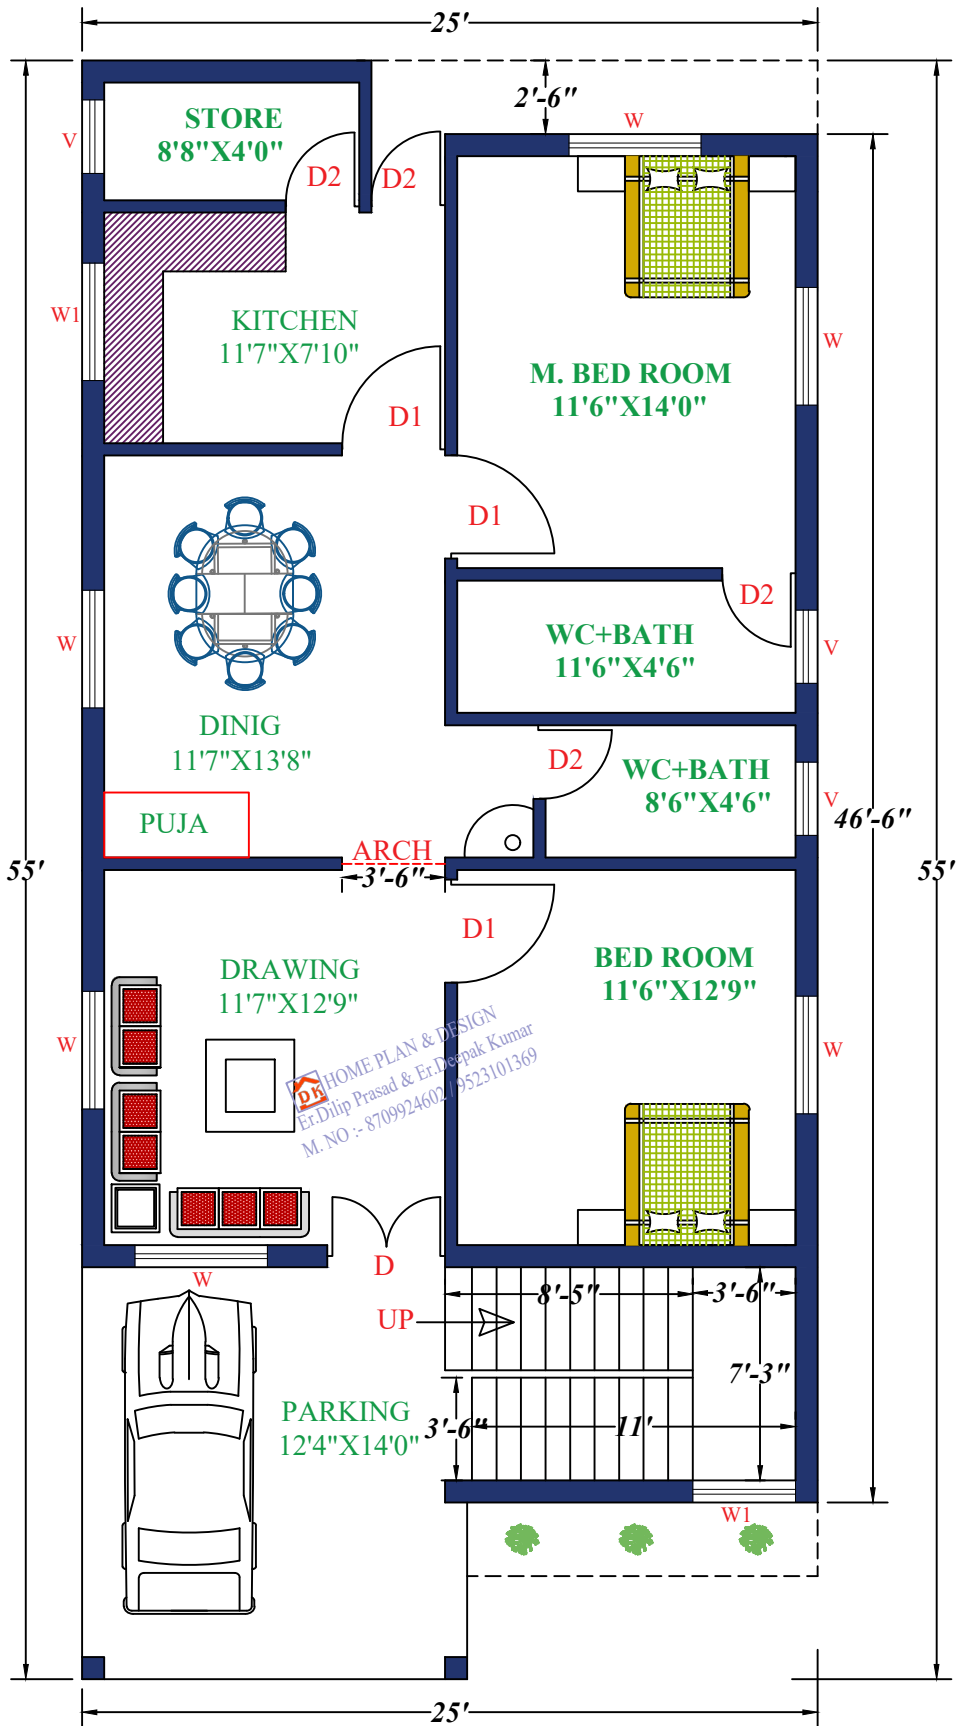 25'
2'-6"
W
STORE
8'8"X4'0"
V
D2
D2
W1
KITCHEN
11'7"X7'10"
W
M. BED ROOM
11'6"X14'0"
D1
D1
D2
W
WC+BATH
11'6"X4'6"
V
DINIG
11'7"X13'8"
D2
WC+BATH
8'6"X4'6"
V
46'-6"
PUJA
ARCH
3'-6"
55'
55'
D1
DRAWING
11'7"X12'9"
BED ROOM
11'6"X12'9"
W
W
DK
HOME PLAN & DESIGN
Er.Dilip Prasad & Er.Deepak Kumar
M. NO :- 8709924602 / 9523101369
D
W
8'-5"
3'-6"
UP
7'-3"
PARKING
12'4"X14'0"
3'-6"
11'
W1
25'